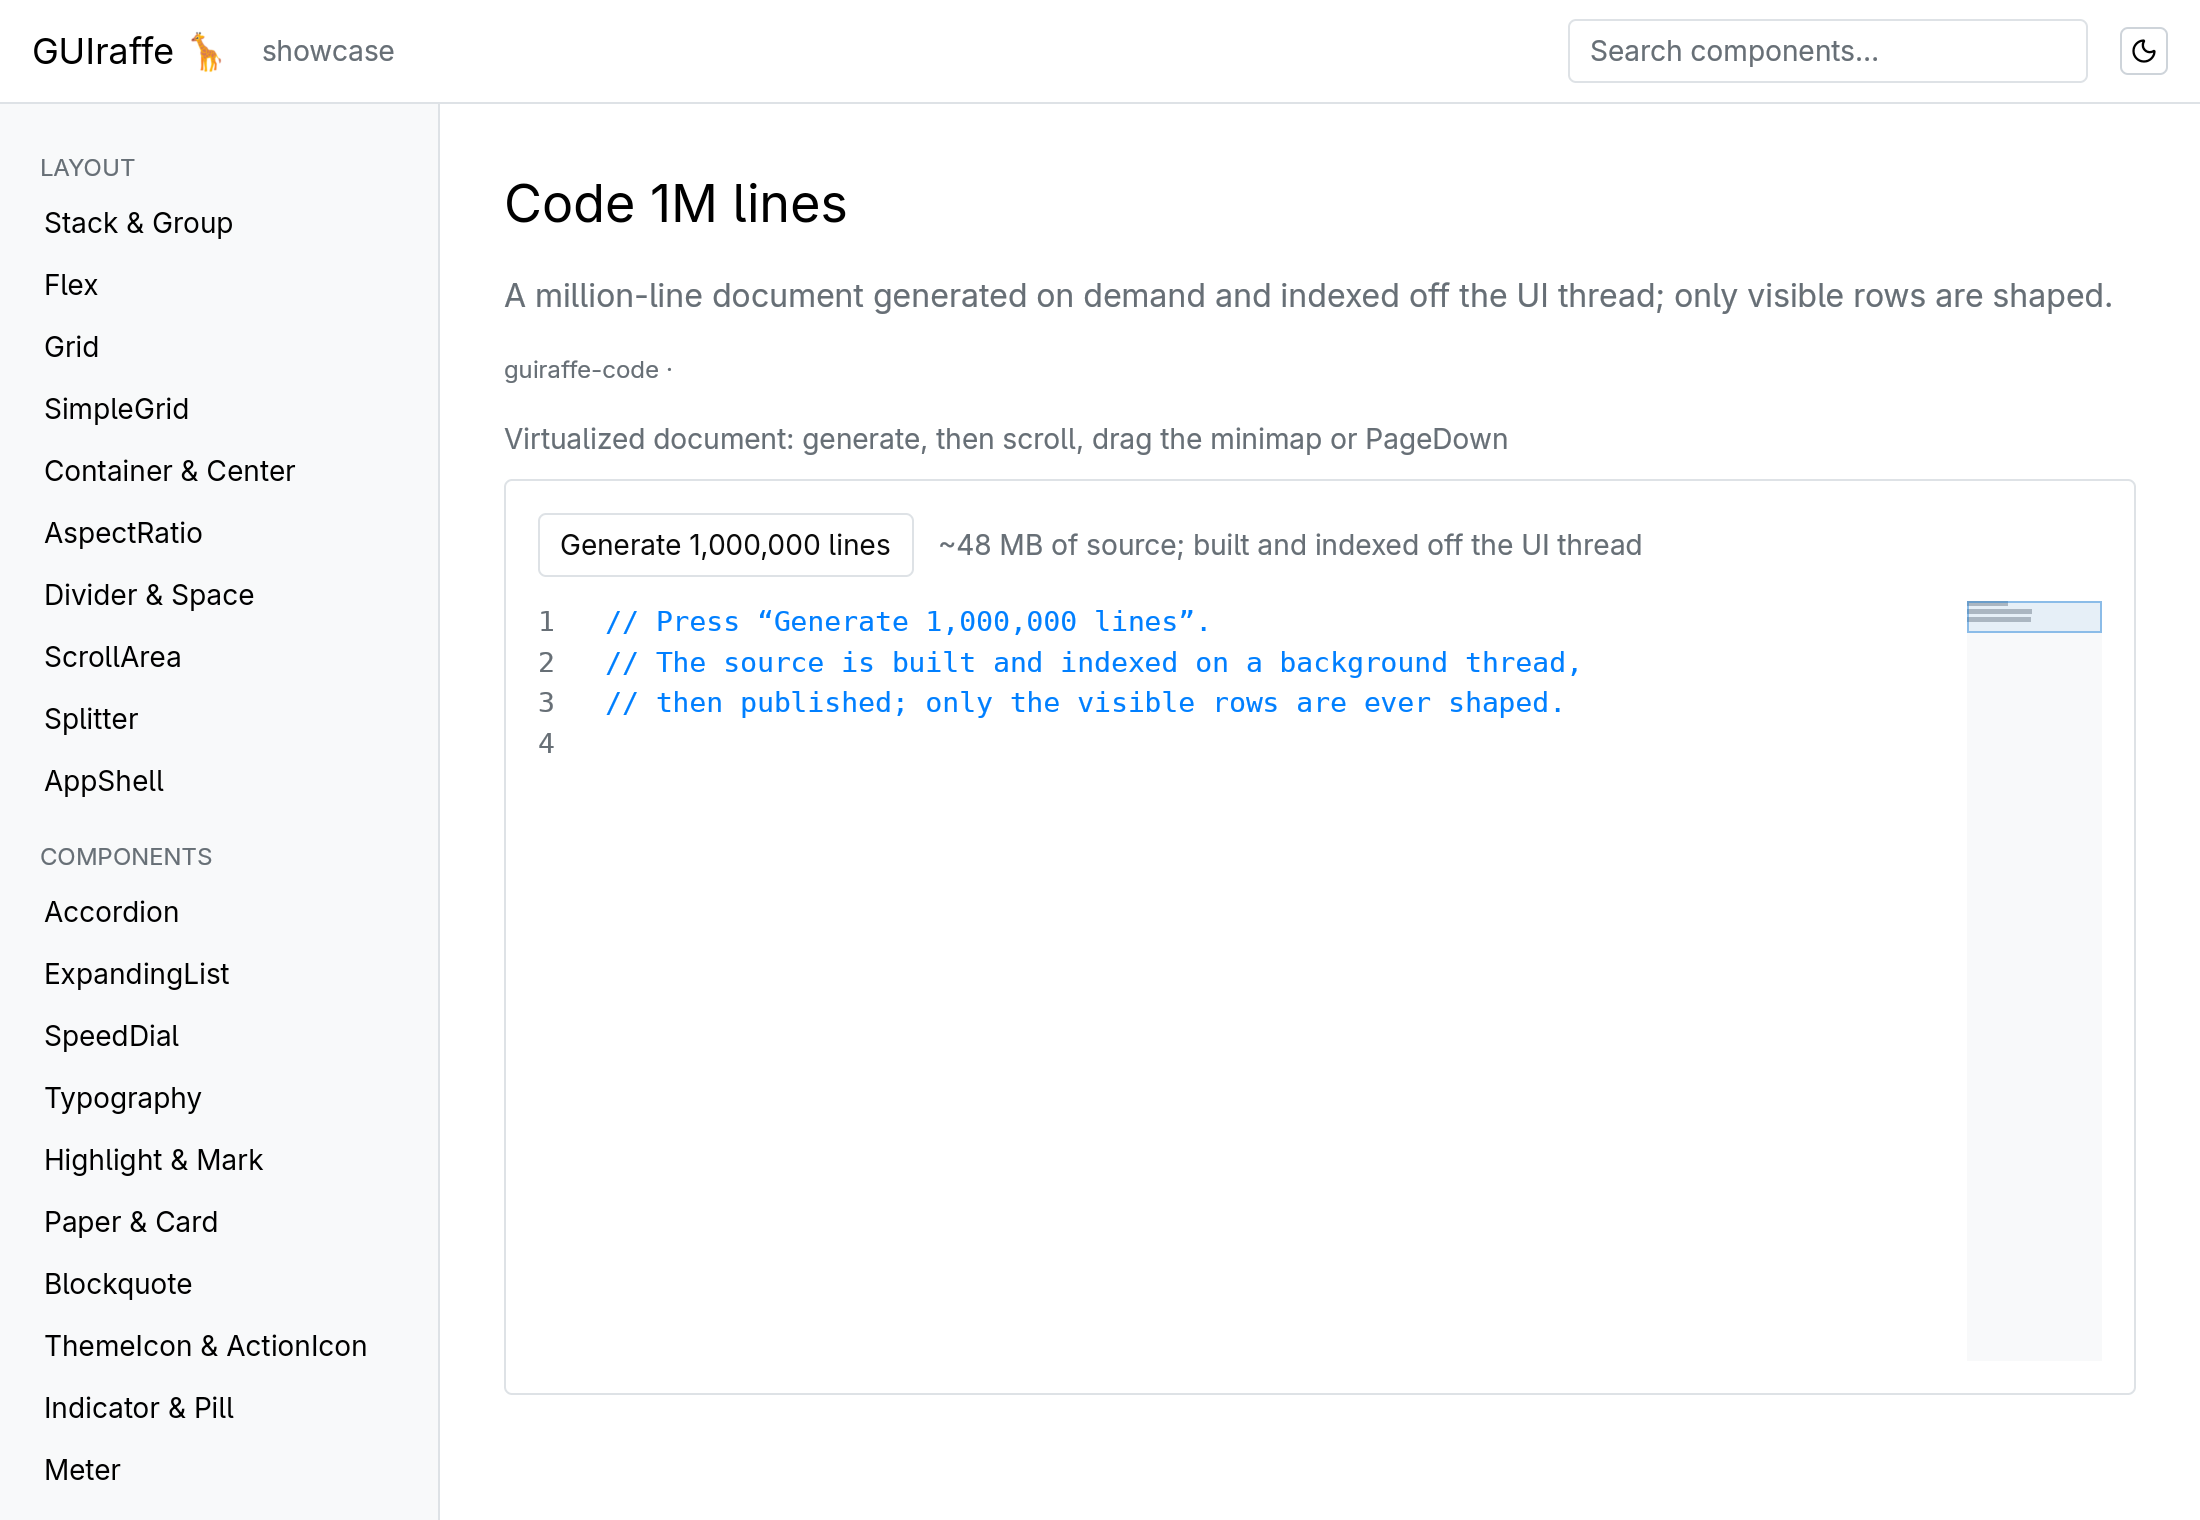 GUIraffe 🦒 showcase
Search components...
LAYOUT
Stack & Group
Flex
Grid
SimpleGrid
Container & Center
AspectRatio
Divider & Space
ScrollArea
Splitter
AppShell
COMPONENTS
Accordion
ExpandingList
SpeedDial
Typography
Highlight & Mark
Paper & Card
Blockquote
ThemeIcon & ActionIcon
Indicator & Pill
Meter
Code 1M lines
A million-line document generated on demand and indexed off the UI thread; only visible rows are shaped.
guiraffe-code ·
Virtualized document: generate, then scroll, drag the minimap or PageDown
Generate 1,000,000 lines ~48 MB of source; built and indexed off the UI thread
1 // Press “Generate 1,000,000 lines”.
2 // The source is built and indexed on a background thread,
3 // then published; only the visible rows are ever shaped.
4